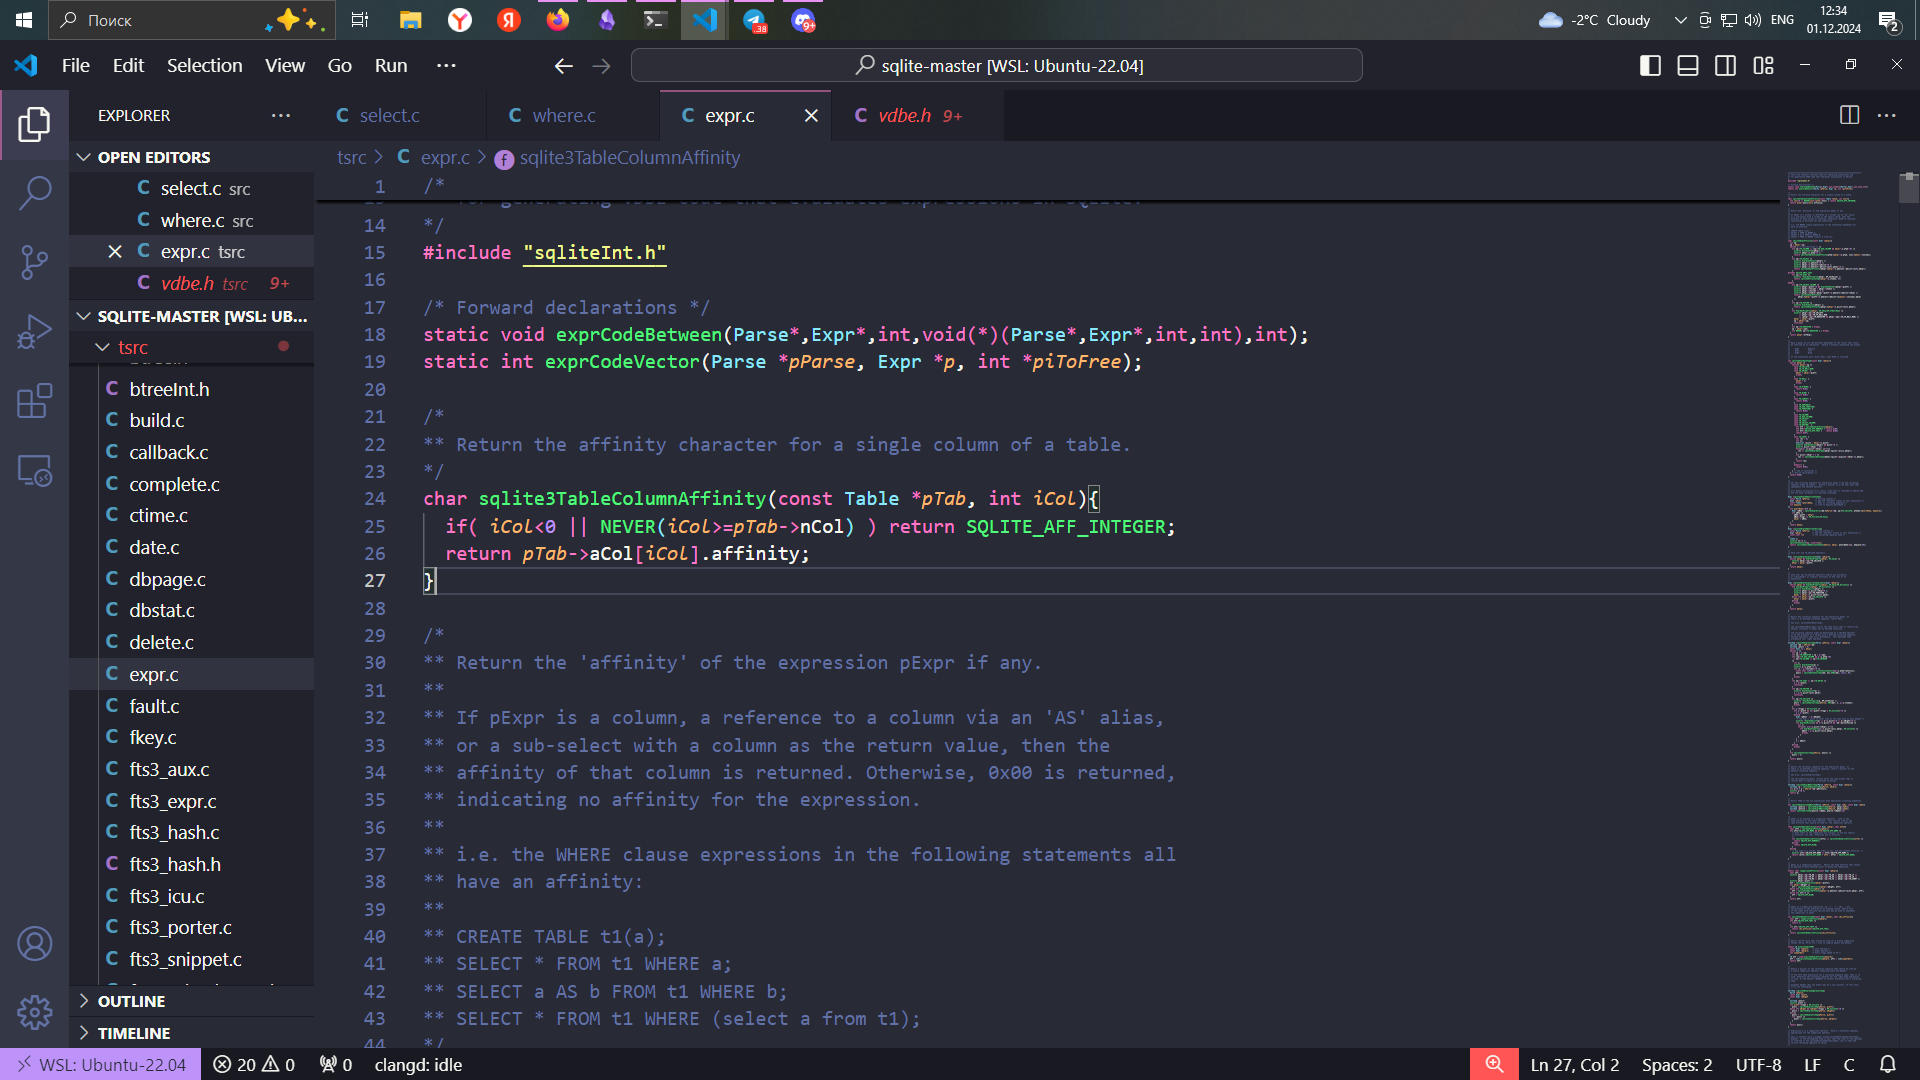 Поиск
-2°C Cloudy
ENG
12:34
01.12.2024
38
9+
2
File Edit Selection View Go Run ···
sqlite-master [WSL: Ubuntu-22.04]
EXPLORER
C select.c
C where.c
C expr.c
C vdbe.h 9+
OPEN EDITORS
C select.c src
C where.c src
C expr.c tsrc
C vdbe.h tsrc 9+
SQLITE-MASTER [WSL: UB...
tsrc
C btreeInt.h
C build.c
C callback.c
C complete.c
C ctime.c
C date.c
C dbpage.c
C dbstat.c
C delete.c
C expr.c
C fault.c
C fkey.c
C fts3_aux.c
C fts3_expr.c
C fts3_hash.c
C fts3_hash.h
C fts3_icu.c
C fts3_porter.c
C fts3_snippet.c
OUTLINE
TIMELINE
tsrc > C expr.c > f sqlite3TableColumnAffinity
1 /*
14 */
15 #include "sqliteInt.h"
16
17 /* Forward declarations */
18 static void exprCodeBetween(Parse*,Expr*,int,void(*)(Parse*,Expr*,int,int),int);
19 static int exprCodeVector(Parse *pParse, Expr *p, int *piToFree);
20
21 /*
22 ** Return the affinity character for a single column of a table.
23 */
24 char sqlite3TableColumnAffinity(const Table *pTab, int iCol){
25   if( iCol<0 || NEVER(iCol>=pTab->nCol) ) return SQLITE_AFF_INTEGER;
26   return pTab->aCol[iCol].affinity;
27 }
28
29 /*
30 ** Return the 'affinity' of the expression pExpr if any.
31 **
32 ** If pExpr is a column, a reference to a column via an 'AS' alias,
33 ** or a sub-select with a column as the return value, then the
34 ** affinity of that column is returned. Otherwise, 0x00 is returned,
35 ** indicating no affinity for the expression.
36 **
37 ** i.e. the WHERE clause expressions in the following statements all
38 ** have an affinity:
39 **
40 ** CREATE TABLE t1(a);
41 ** SELECT * FROM t1 WHERE a;
42 ** SELECT a AS b FROM t1 WHERE b;
43 ** SELECT * FROM t1 WHERE (select a from t1);
44 */
WSL: Ubuntu-22.04 20 0 0 clangd: idle
Ln 27, Col 2 Spaces: 2 UTF-8 LF C